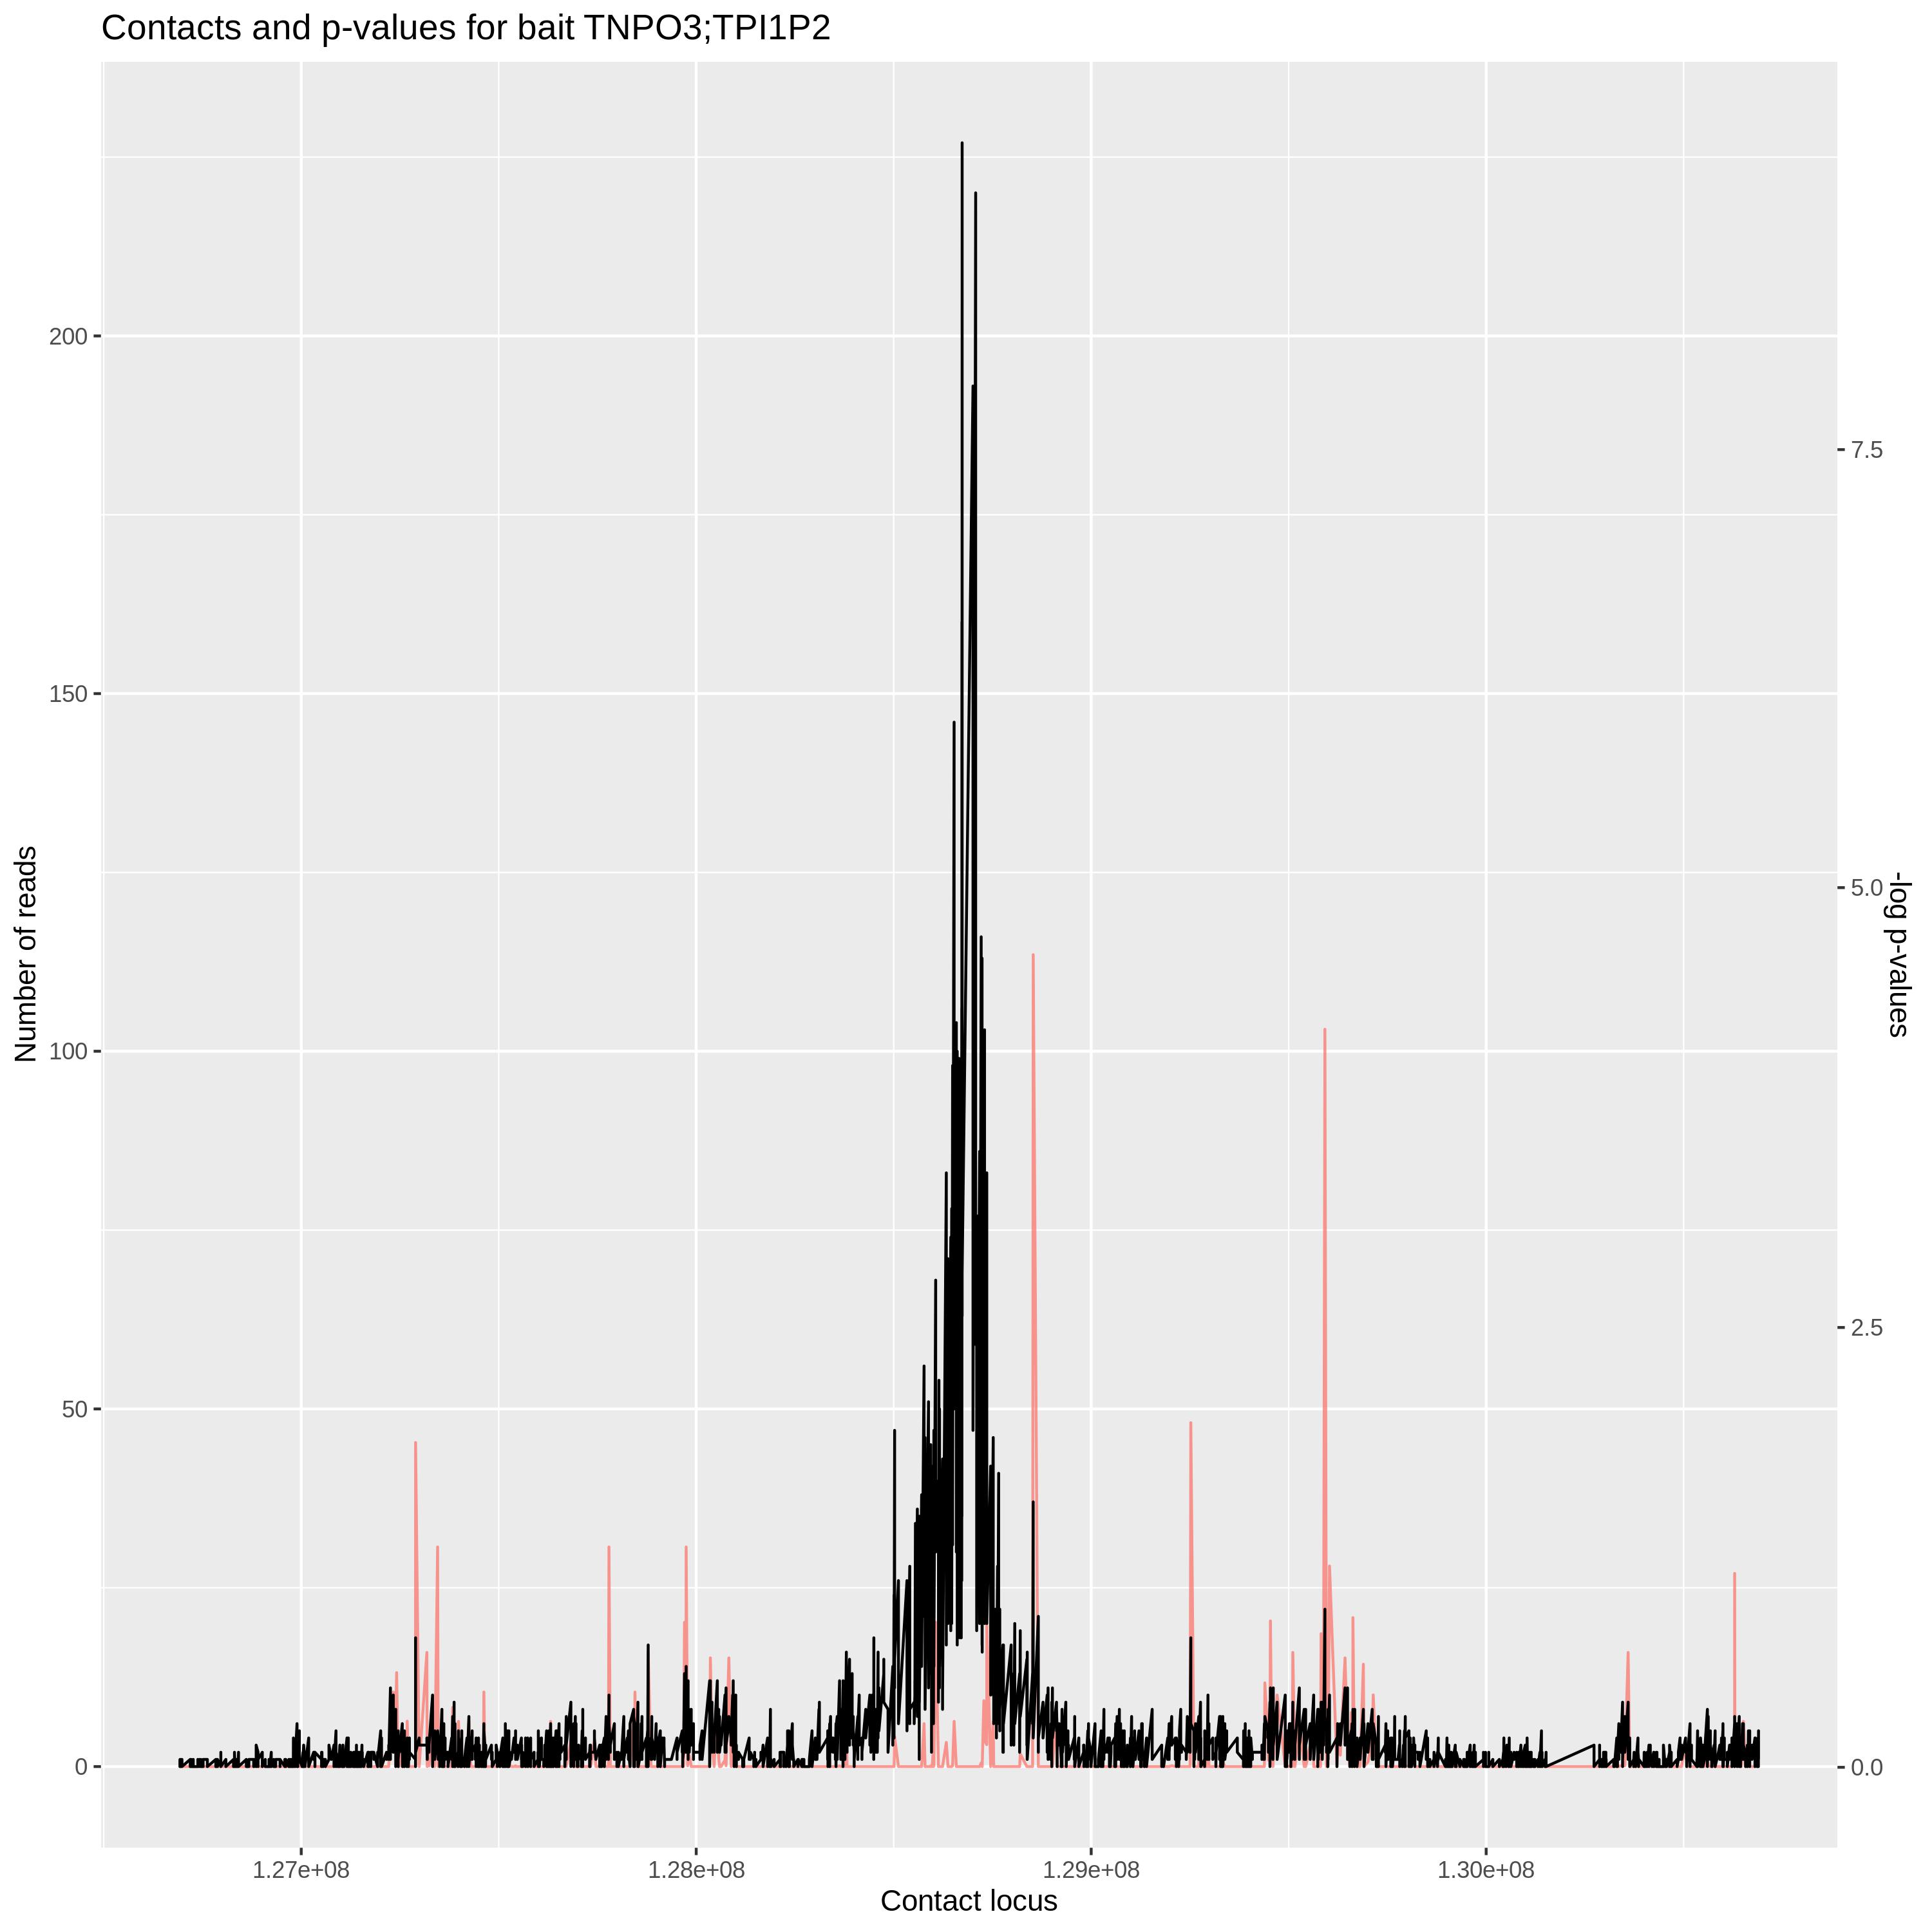 Contacts and p-values for bait TNPO3;TPI1P2
200
150
100
50
0
Number of reads
7.5
5.0
2.5
0.0
-log p-values
1.27e+08
1.28e+08
1.29e+08
1.30e+08
Contact locus